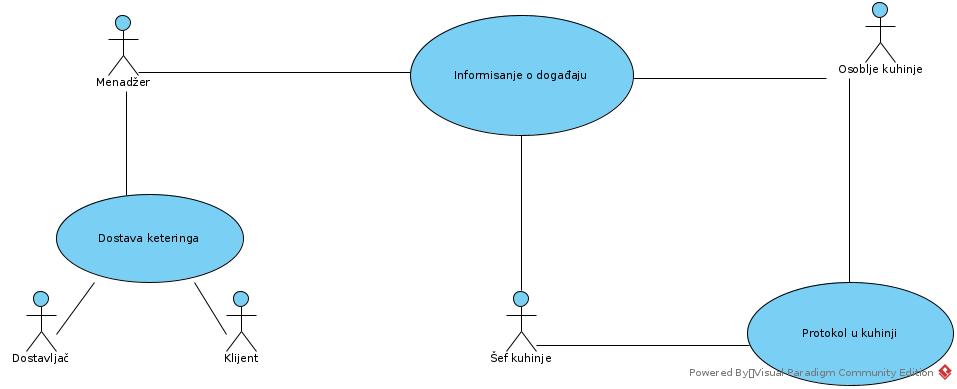 Osoblje kuhinje
Menadžer
Informisanje o događaju
Dostava keteringa
Dostavljač
Klijent
Šef kuhinje
Protokol u kuhinji
Powered By▯Visual Paradigm Community Edition